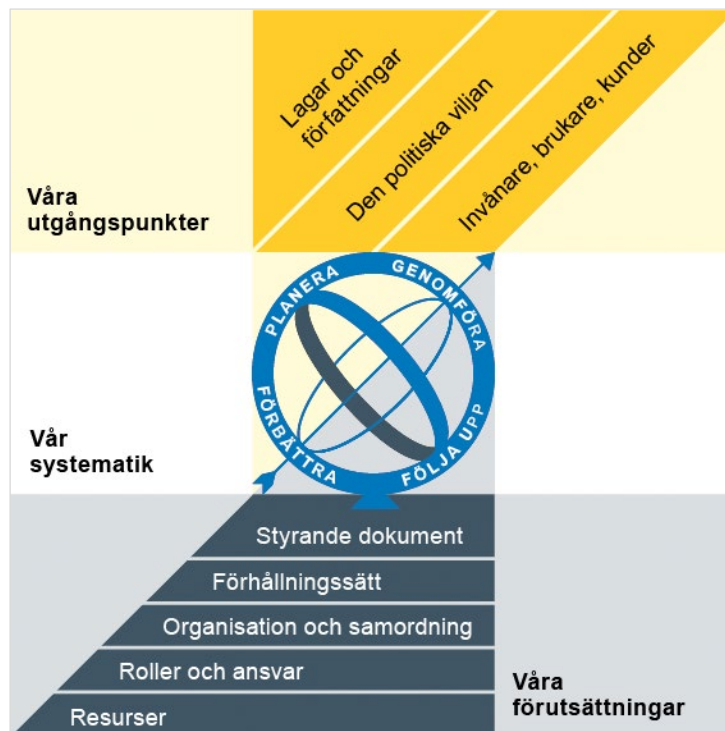 Lagar och
författningar
Den politiska viljan
Invånare, brukare, kunder
Våra
utgångspunkter
PLANERA
GENOMFÖRA
FÖLJA UPP
FÖRBÄTTRA
Vår
systematik
Styrande dokument
Förhållningssätt
Organisation och samordning
Roller och ansvar
Resurser
Våra
förutsättningar